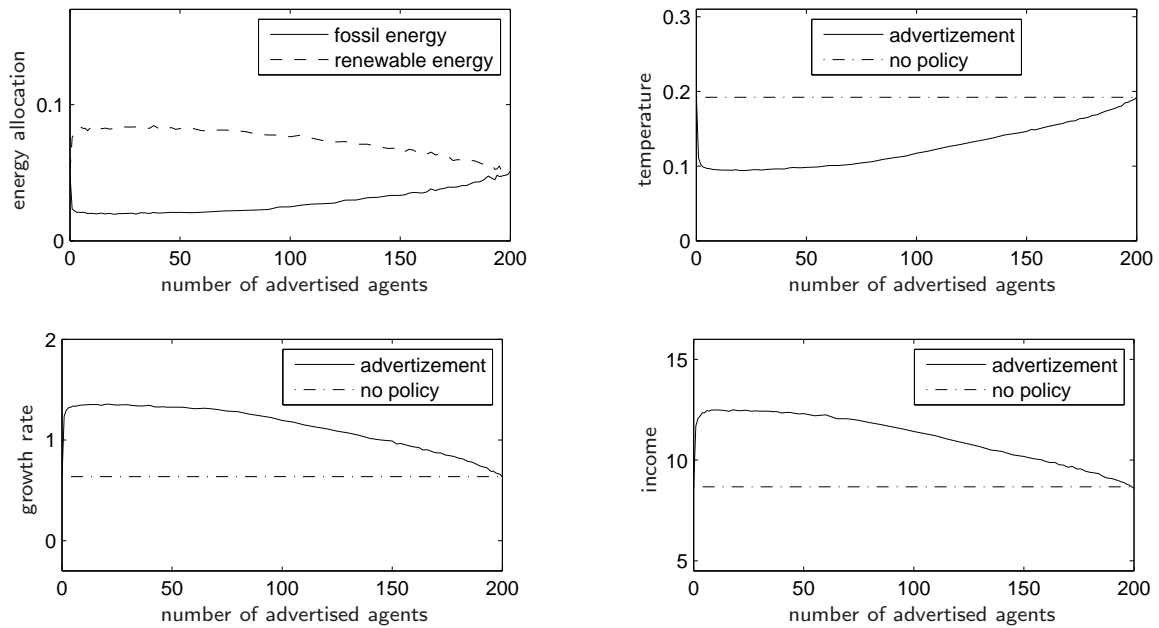 energy allocation
0.1
0
fossil energy
renewable energy
0 50 100 150 200
number of advertised agents
temperature
0.3
0.2
0.1
0
advertizement
no policy
0 50 100 150 200
number of advertised agents
growth rate
2
1
0
advertizement
no policy
0 50 100 150 200
number of advertised agents
income
15
10
5
advertizement
no policy
0 50 100 150 200
number of advertised agents